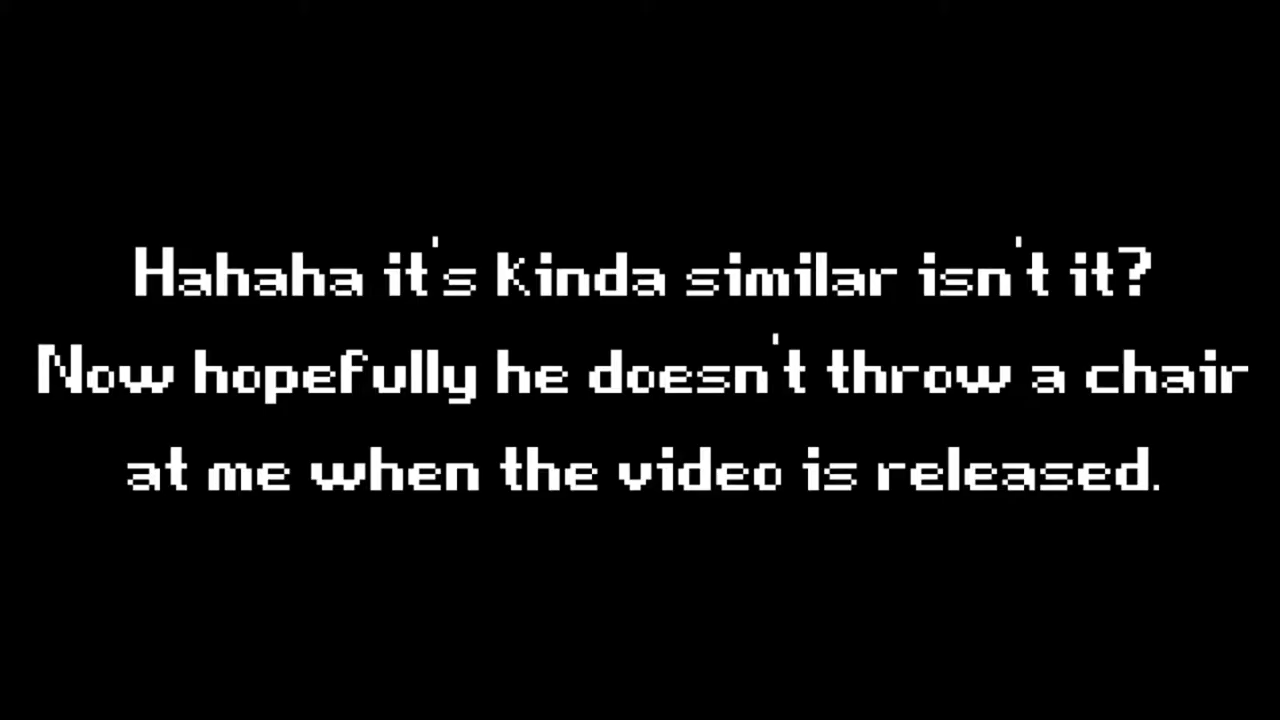 Hahaha it's kinda similar isn't it?
Now hopefully he doesn't throw a chair
at me when the video is released.